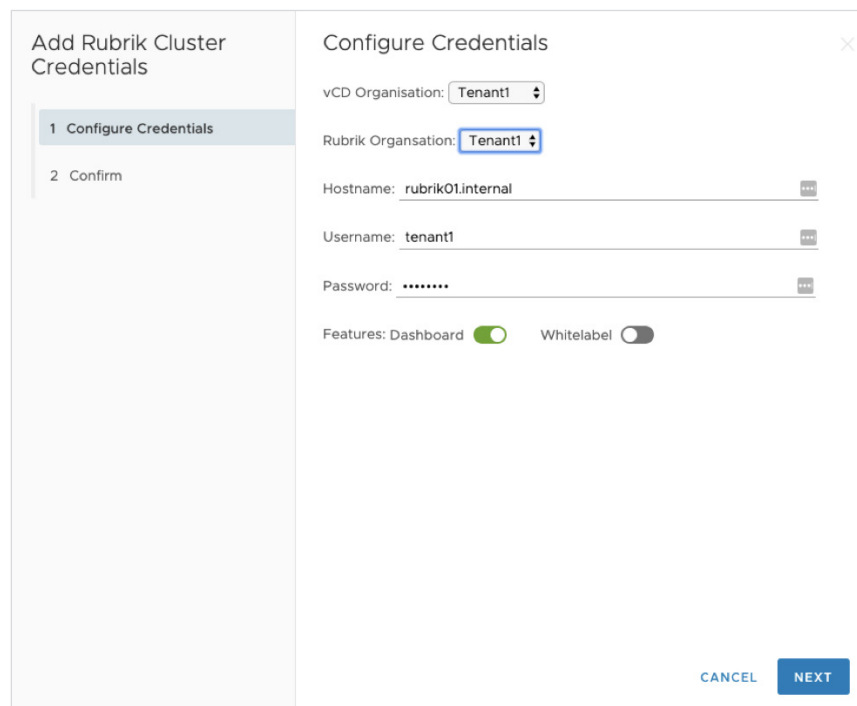 Add Rubrik Cluster
Credentials
1 Configure Credentials
2 Confirm
Configure Credentials
vCD Organisation: Tenant1
Rubrik Organsation: Tenant1
Hostname: rubrik01.internal
Username: tenant1
Password: ••••••••
Features: Dashboard Whitelabel
CANCEL NEXT